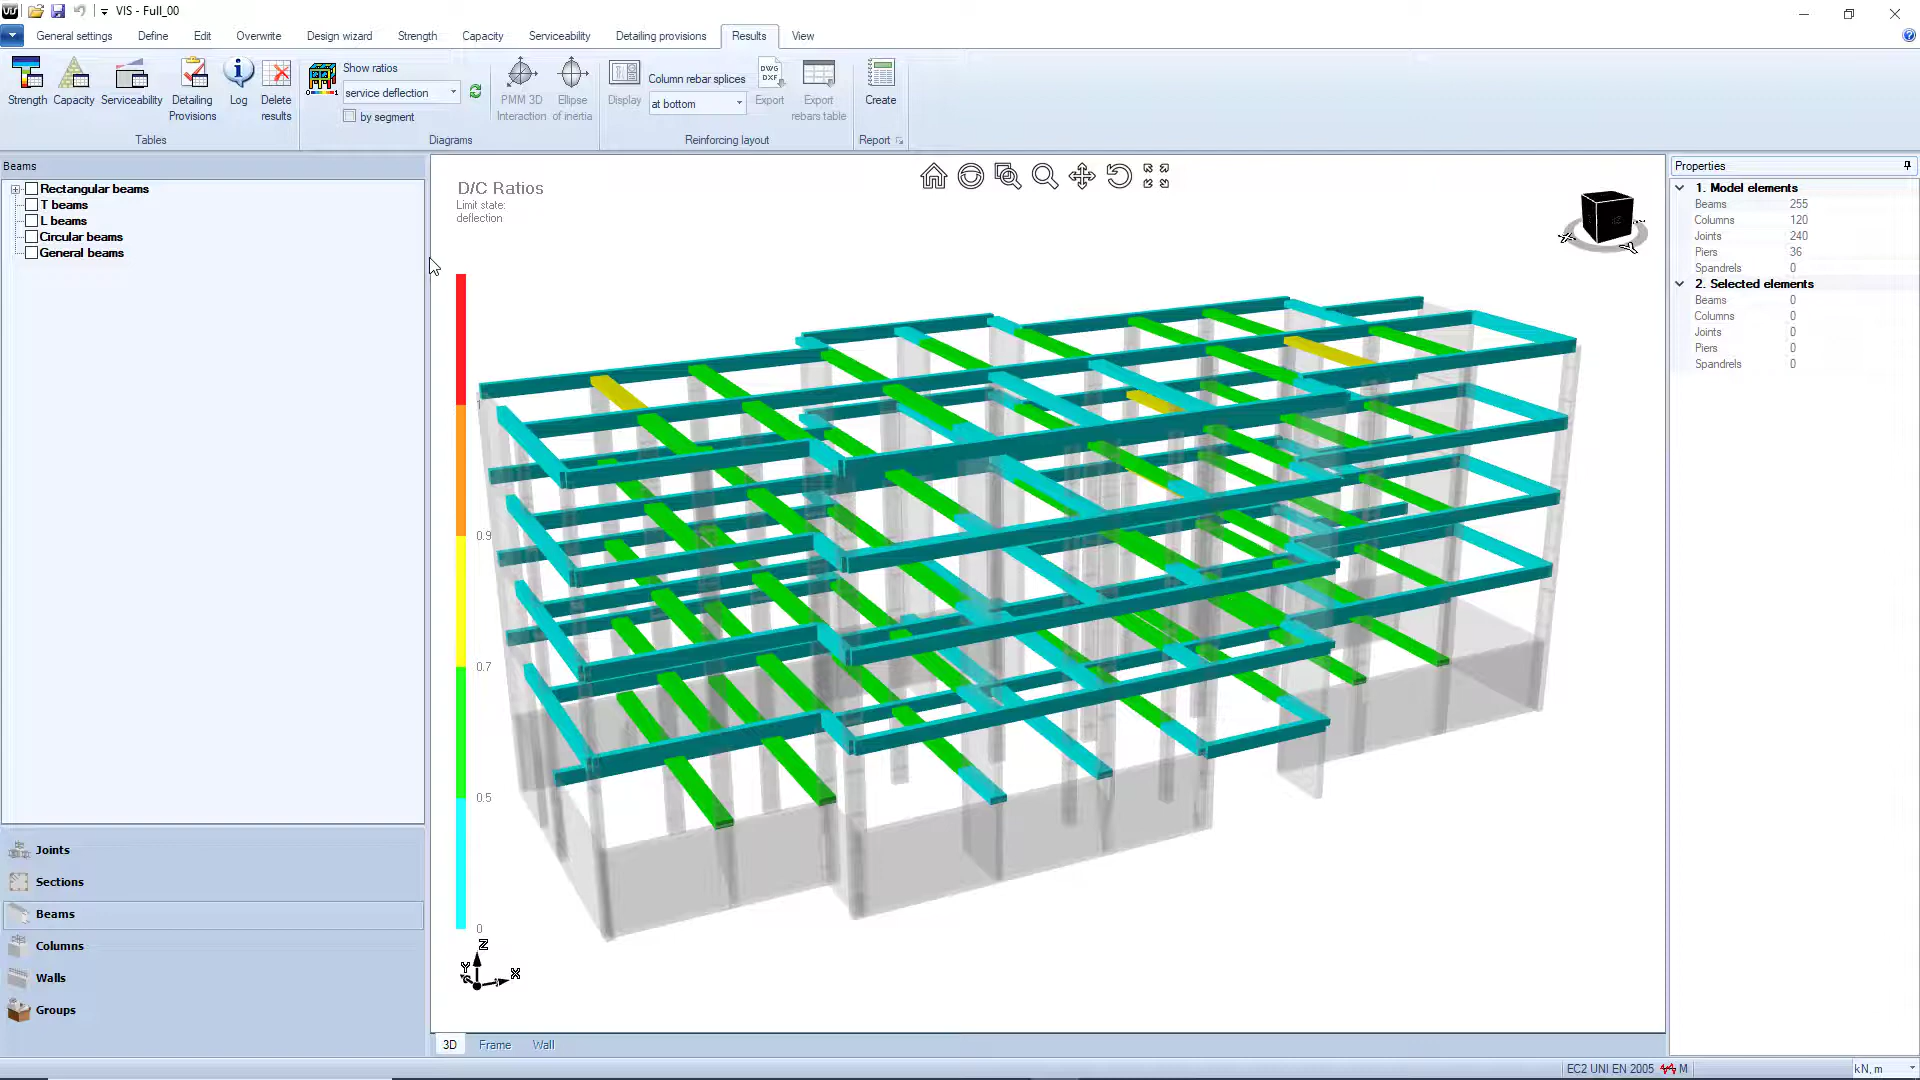 VIS - Full_00
General settings
Define
Edit
Overwrite
Design wizard
Strength
Capacity
Serviceability
Detailing provisions
Results
View
Strength
Capacity
Serviceability
Detailing
Provisions
Log
Delete
results
Tables
Show ratios
service deflection
by segment
PMM 3D
Interaction
Ellipse
of inertia
Diagrams
Display
Column rebar splices
at bottom
DWG
DXF
Export
Export
rebars table
Reinforcing layout
Create
Report
Beams
Rectangular beams
T beams
L beams
Circular beams
General beams
Joints
Sections
Beams
Columns
Walls
Groups
D/C Ratios
Limit state:
deflection
1
0.9
0.7
0.5
0
Z
Y
X
3D
Frame
Wall
Properties
1. Model elements
Beams 255
Columns 120
Joints 240
Piers 36
Spandrels 0
2. Selected elements
Beams 0
Columns 0
Joints 0
Piers 0
Spandrels 0
EC2 UNI EN 2005
M
kN, m